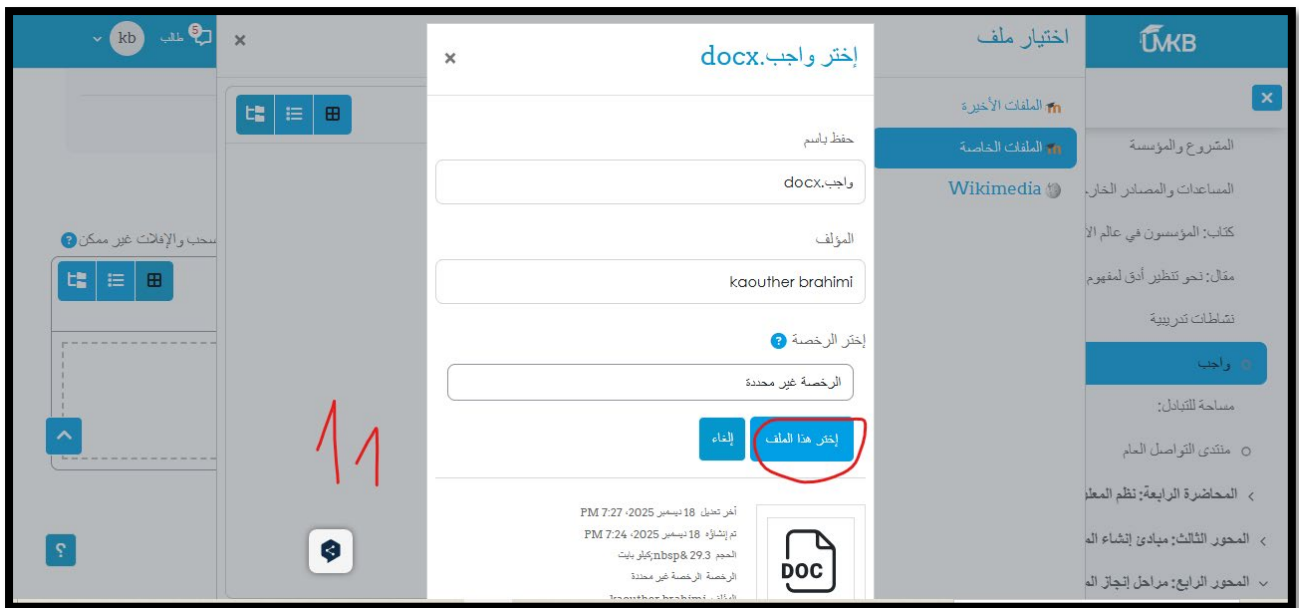 UMKB
المشروع والمؤسسة
المساعدات والمصادر الخار
كتاب: المؤسسون في عالم الا
مقال: نحو تنظير أدق لمفهوم
نشاطات تدريبية
واجب
مساحة للتبادل:
منتدى التواصل العام
المحاضرة الرابعة: نظم المعلو
المحور الثالث: مبادئ إنشاء الم
المحور الرابع: مراحل إنجاز الم
اختيار ملف
الملفات الأخيرة
الملفات الخاصة
Wikimedia
إختر واجب.docx
×
حفظ باسم
واجب.docx
المؤلف
kaouther brahimi
إختر الرخصة ?
الرخصة غير محددة
إختر هذا الملف
إلغاء
أخر تعديل 18 ديسمبر 2025، 7:27 PM
تم إنشاؤه 18 ديسمبر 2025، 7:24 PM
الحجم 29.3 &nbsp;كيلو بايت
الرخصة الرخصة غير محددة
المؤلف kaouther brahimi
DOC
×
11
5
طالب
kb
سحب والإفلات غير ممكن ?
؟